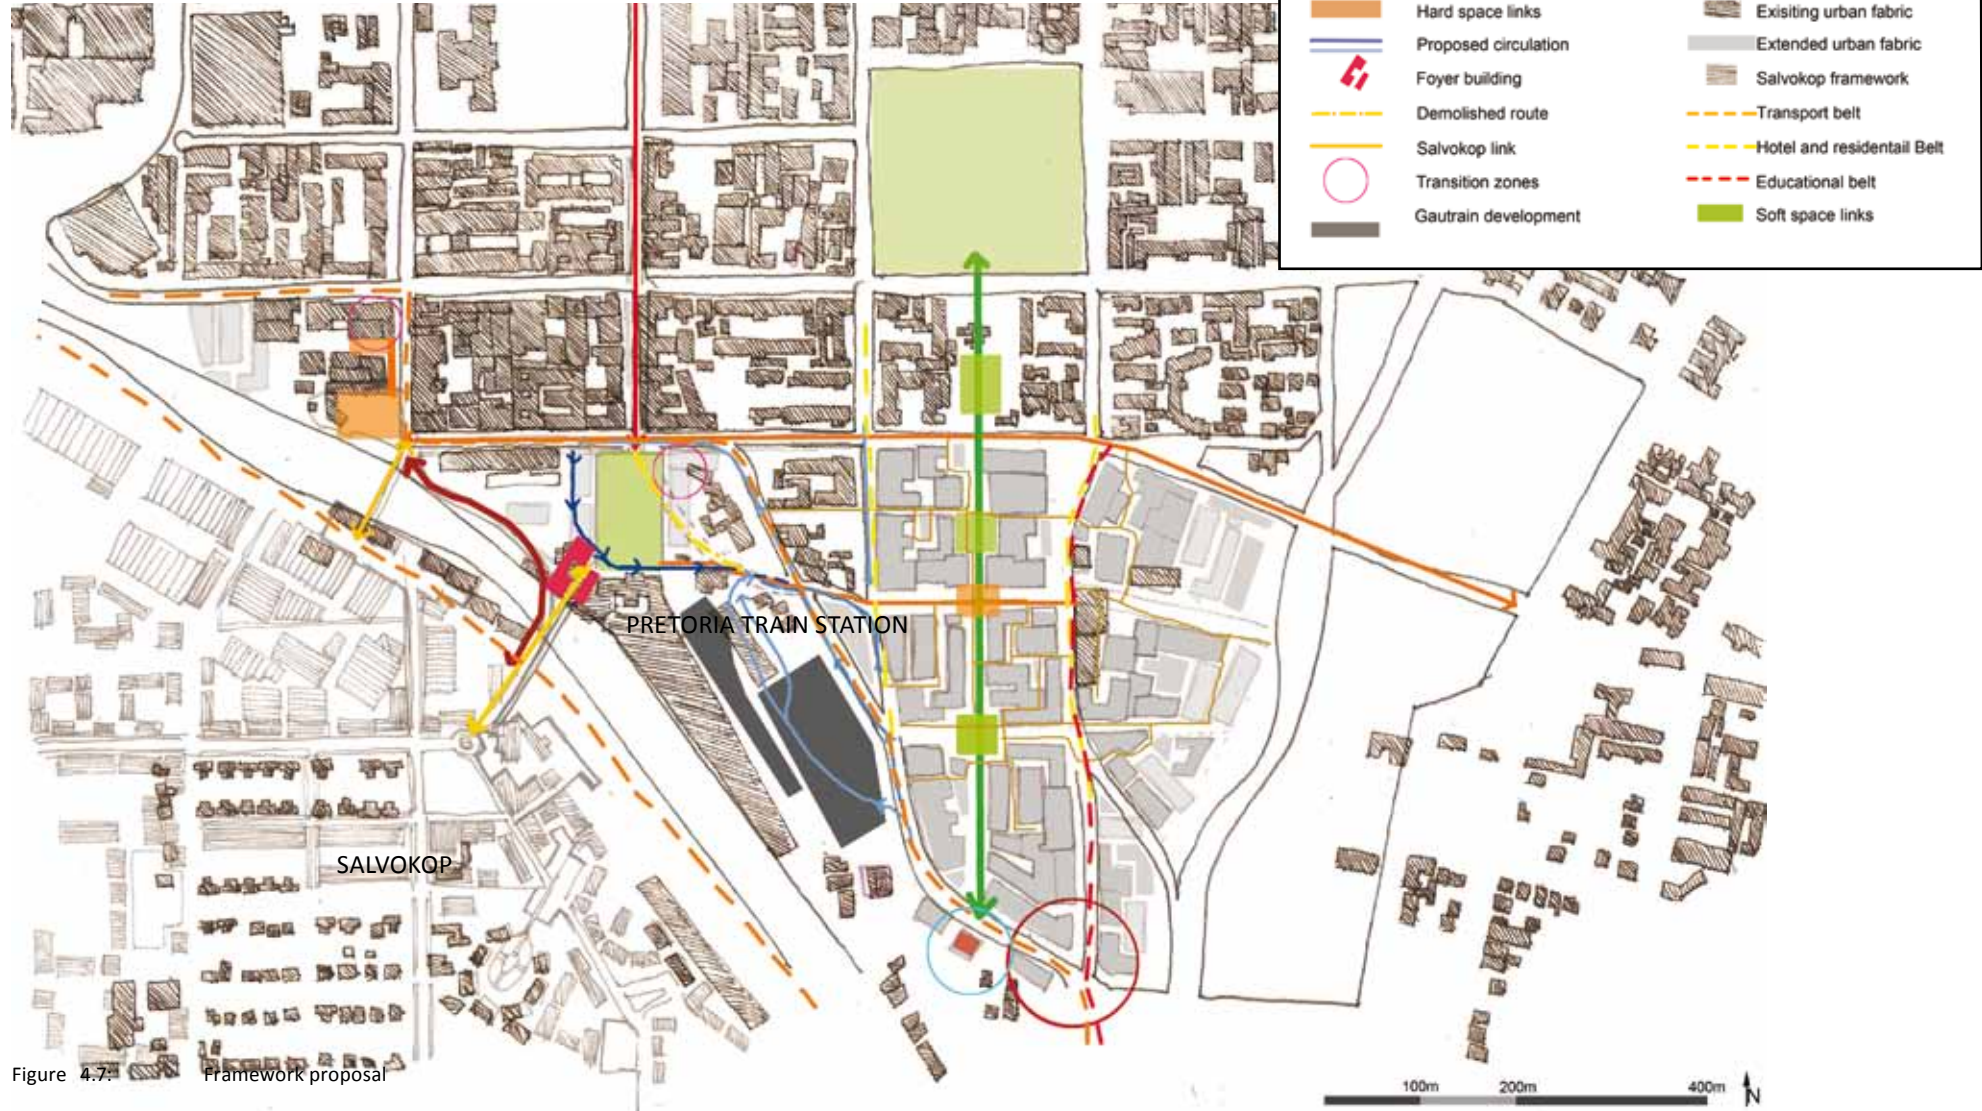 Hard space links
Proposed circulation
Foyer building
Demolished route
Salvokop link
Transition zones
Gautrain development
Exisiting urban fabric
Extended urban fabric
Salvokop framework
Transport belt
Hotel and residentail Belt
Educational belt
Soft space links
PRETORIA TRAIN STATION
SALVOKOP
Figure 4.7: Framework proposal
100m 200m 400m N